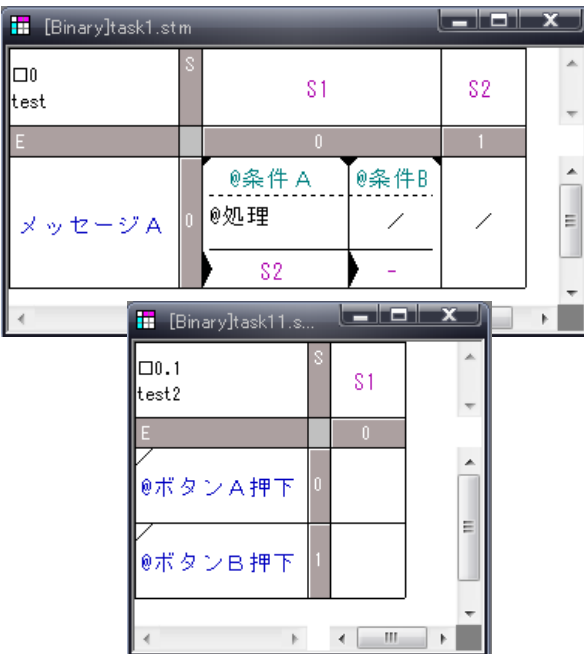 [Binary]task1.stm
□0
test
S
S1
S2
E
0
1
メッセージA
0
@条件A
@条件B
@処理
／
／
S2
-
[Binary]task11.s...
□0.1
test2
S
S1
E
0
@ボタンA押下
0
@ボタンB押下
1